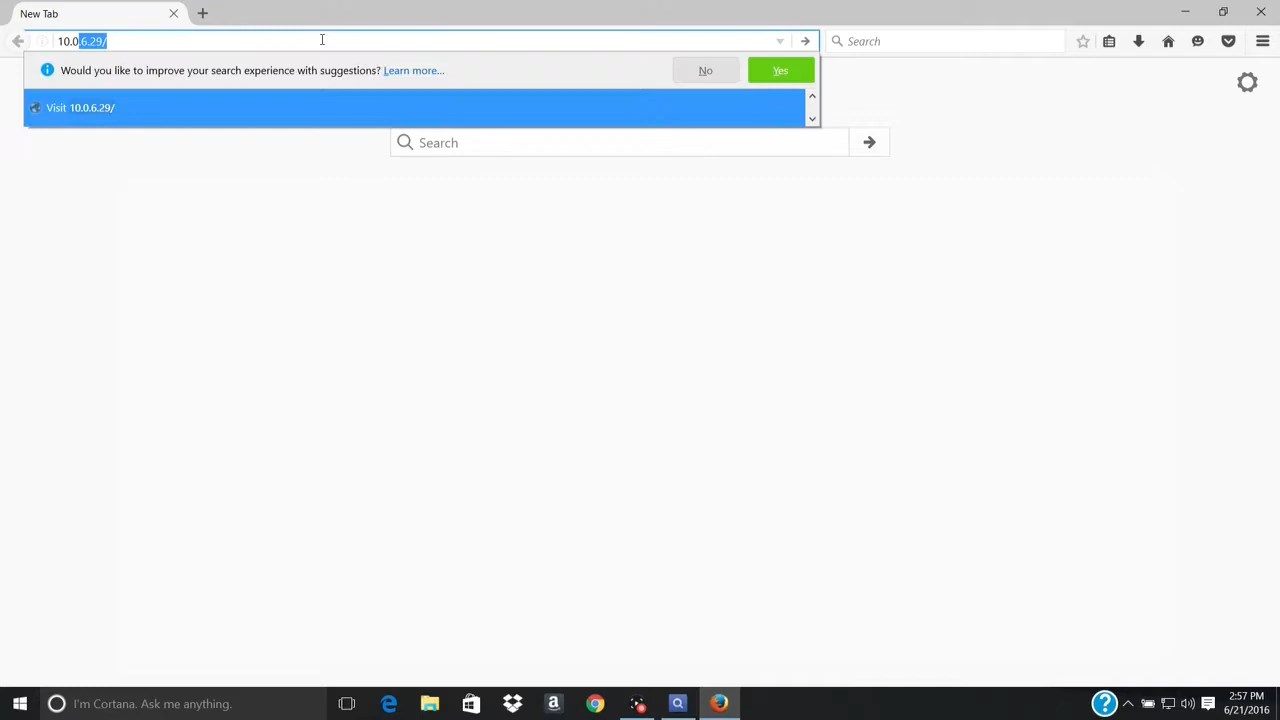 New Tab
10.0.6.29/
Search
Would you like to improve your search experience with suggestions? Learn more...
No
Yes
Visit 10.0.6.29/
Search
I'm Cortana. Ask me anything.
2:57 PM
6/21/2016